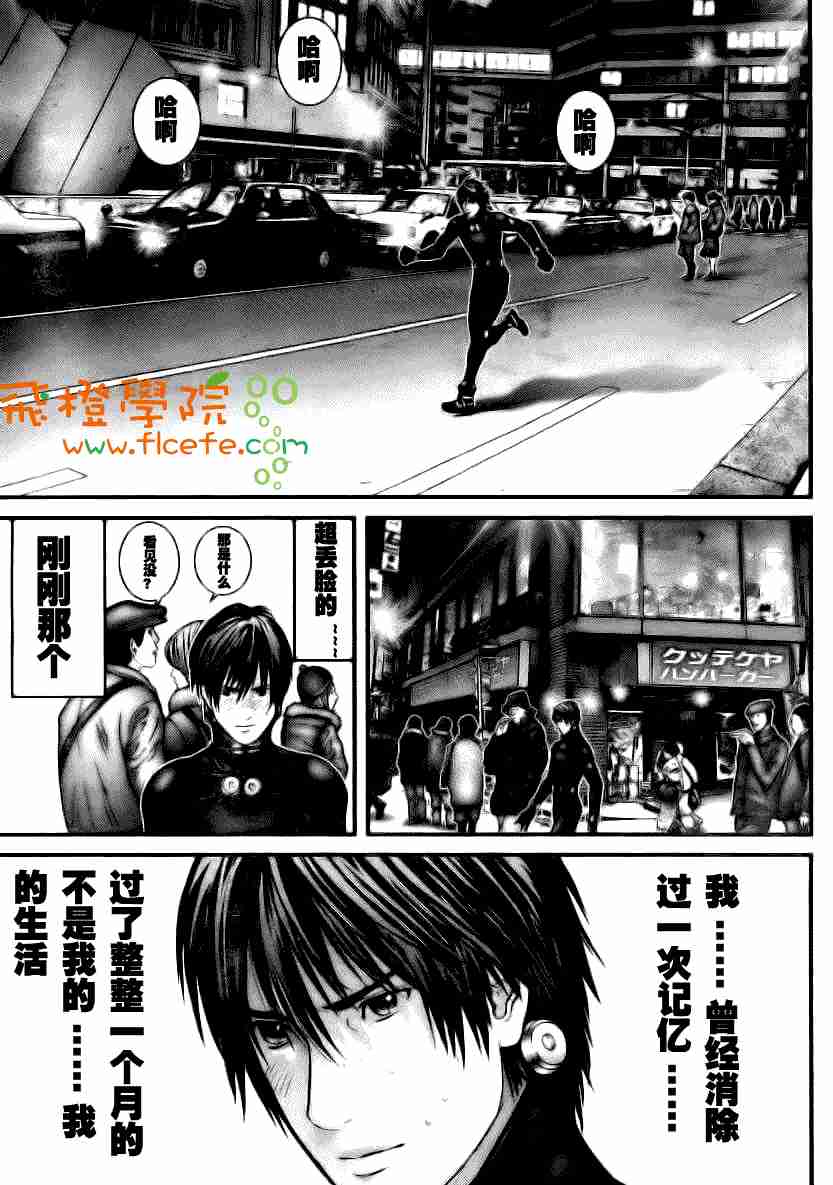 哈啊
哈啊
哈啊
飛橙學院
www.flcefe.com
クッテケヤ
ハンバーガー
超丢脸的~~~
那是什么
看见没？
刚刚那个
我……曾经消除
过一次记忆……
过了整整一个月的
不是我的……我
的生活